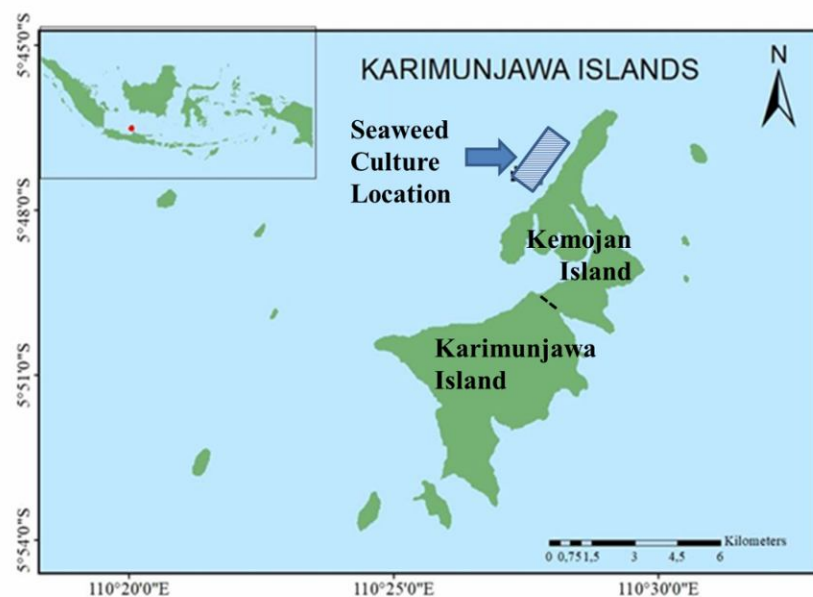 KARIMUNJAWA ISLANDS
N
Seaweed
Culture
Location
Kemojan
Island
Karimunjawa
Island
5°45'0"S
5°48'0"S
5°51'0"S
5°54'0"S
Kilometers
0 0,75 1,5 3 4,5 6
110°20'0"E 110°25'0"E 110°30'0"E